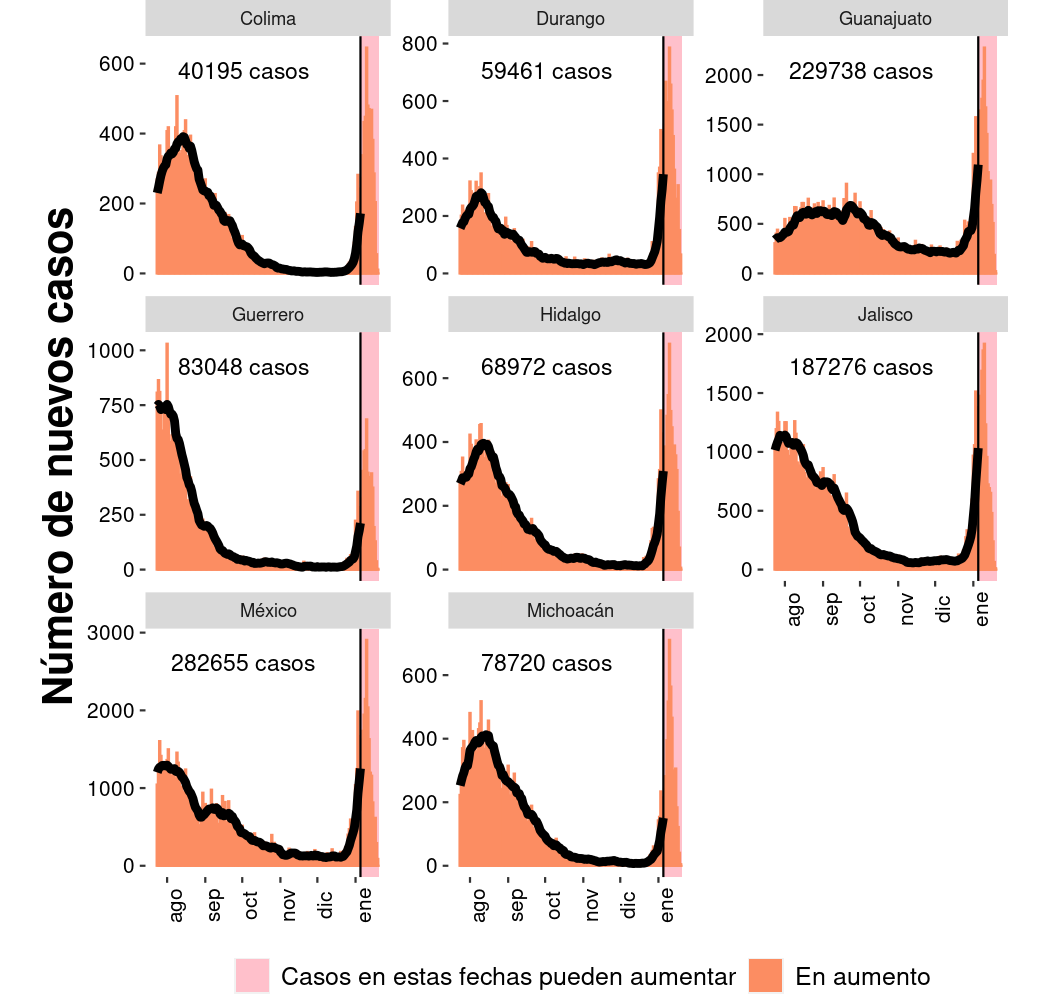 Número de nuevos casos
Colima
Durango
Guanajuato
600
400
200
0
40195 casos
800
600
400
200
0
59461 casos
2000
1500
1000
500
0
229738 casos
Guerrero
Hidalgo
Jalisco
1000
750
500
250
0
83048 casos
600
400
200
0
68972 casos
2000
1500
1000
500
0
187276 casos
ago
sep
oct
nov
dic
ene
México
Michoacán
3000
2000
1000
0
282655 casos
ago
sep
oct
nov
dic
ene
600
400
200
0
78720 casos
ago
sep
oct
nov
dic
ene
Casos en estas fechas pueden aumentar
En aumento